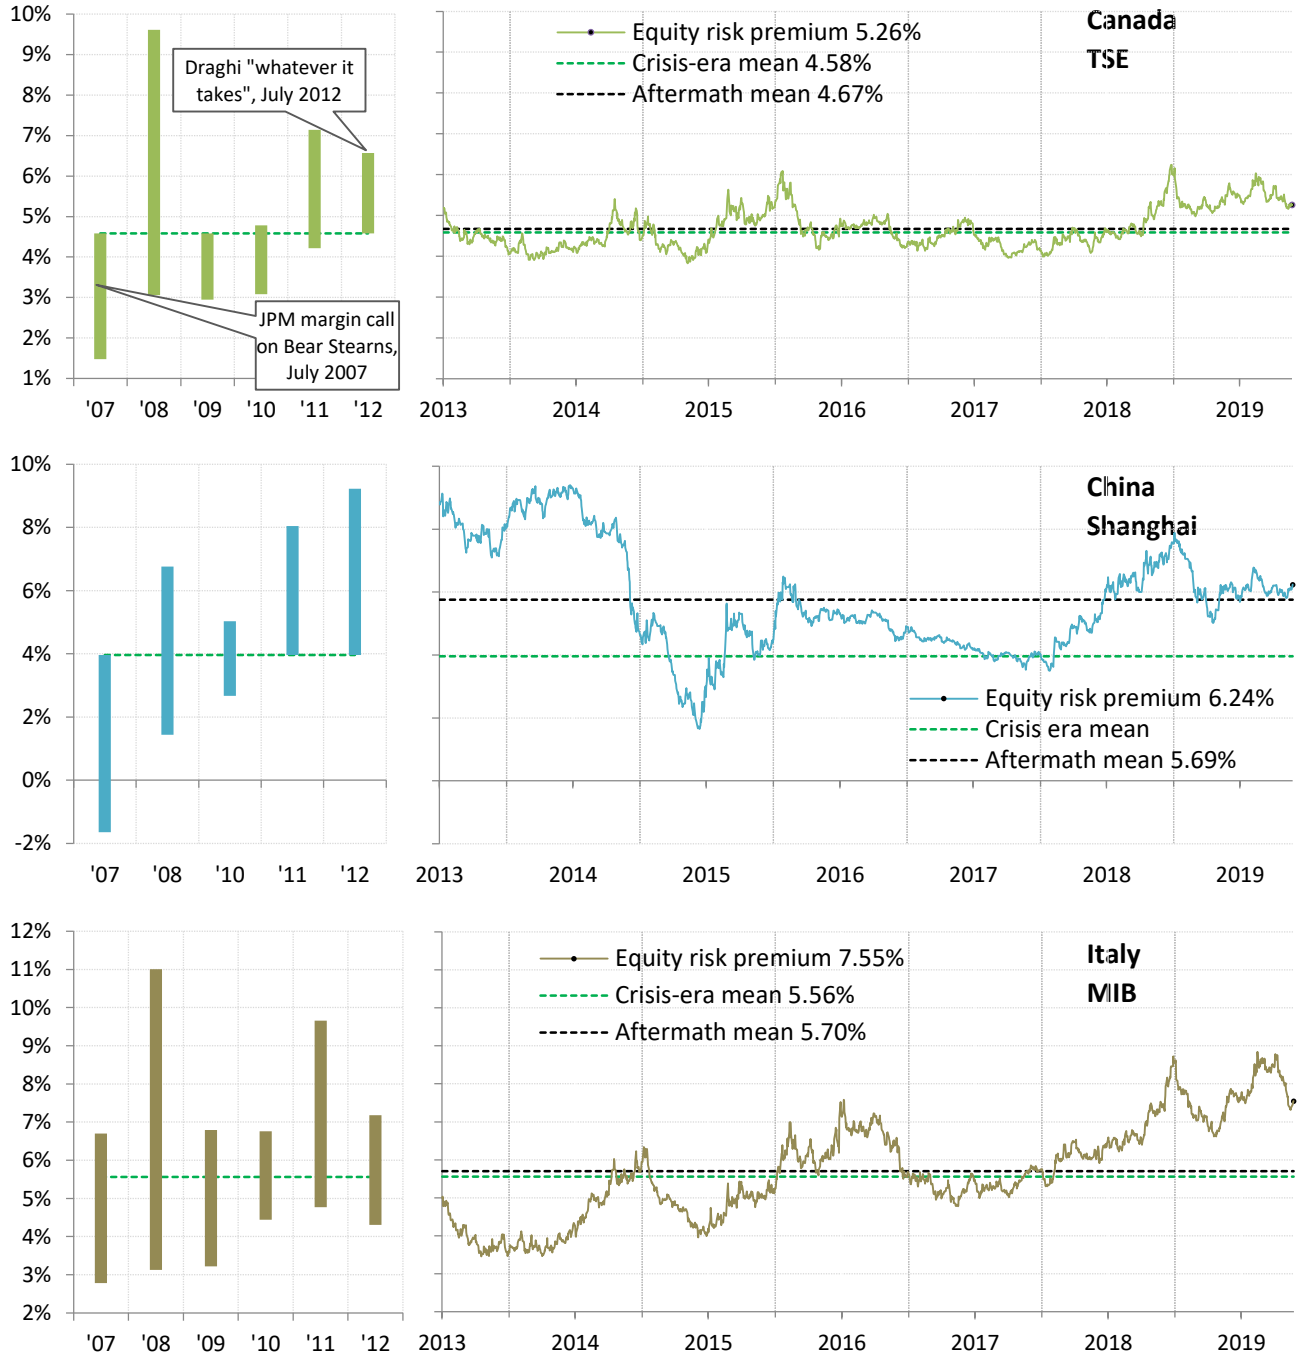 10%
9%
8%
7%
6%
5%
4%
3%
2%
1%
Draghi "whatever it
takes", July 2012
JPM margin call
on Bear Stearns,
July 2007
'07 '08 '09 '10 '11 '12
Equity risk premium 5.26%
Crisis-era mean 4.58%
Aftermath mean 4.67%
Canada
TSE
2013 2014 2015 2016 2017 2018 2019
10%
8%
6%
4%
2%
0%
-2%
'07 '08 '10 '11 '12
China
Shanghai
Equity risk premium 6.24%
Crisis era mean
Aftermath mean 5.69%
2013 2014 2015 2016 2017 2018 2019
12%
11%
10%
9%
8%
7%
6%
5%
4%
3%
2%
'07 '08 '09 '10 '11 '12
Equity risk premium 7.55%
Crisis-era mean 5.56%
Aftermath mean 5.70%
Italy
MIB
2013 2014 2015 2016 2017 2018 2019